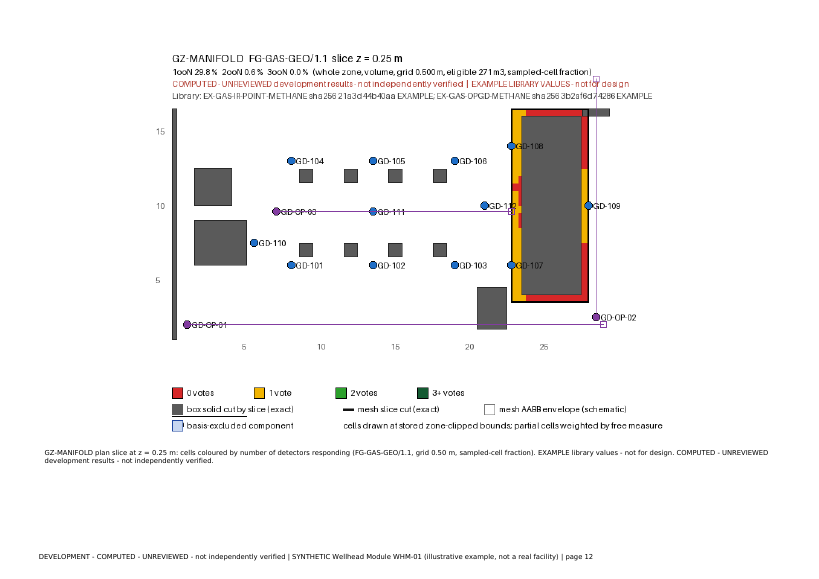 GZ-MANIFOLD FG-GAS-GEO/1.1 slice z = 0.25 m
1ooN 29.8 % 2ooN 0.6 % 3ooN 0.0 % (whole zone, volume, grid 0.500 m, eligible 271 m3, sampled-cell fraction)
COMPUTED - UNREVIEWED development results - not independently verified | EXAMPLE LIBRARY VALUES - not for design
Library: EX-GAS-IR-POINT-METHANE sha256 21a3d44b40aa EXAMPLE; EX-GAS-OPGD-METHANE sha256 3b2af6d74286 EXAMPLE
15
GD-108
GD-104
GD-105
GD-106
10
GD-OP-03
GD-111
GD-112
GD-109
GD-110
5
GD-101
GD-102
GD-103
GD-107
GD-OP-01
GD-OP-02
5
10
15
20
25
0 votes
1 vote
2 votes
3+ votes
box solid cut by slice (exact)
mesh slice cut (exact)
mesh AABB envelope (schematic)
basis-excluded component
cells drawn at stored zone-clipped bounds; partial cells weighted by free measure
GZ-MANIFOLD plan slice at z = 0.25 m: cells coloured by number of detectors responding (FG-GAS-GEO/1.1, grid 0.50 m, sampled-cell fraction). EXAMPLE library values - not for design. COMPUTED - UNREVIEWED
development results - not independently verified.
DEVELOPMENT - COMPUTED - UNREVIEWED - not independently verified | SYNTHETIC Wellhead Module WHM-01 (illustrative example, not a real facility) | page 12